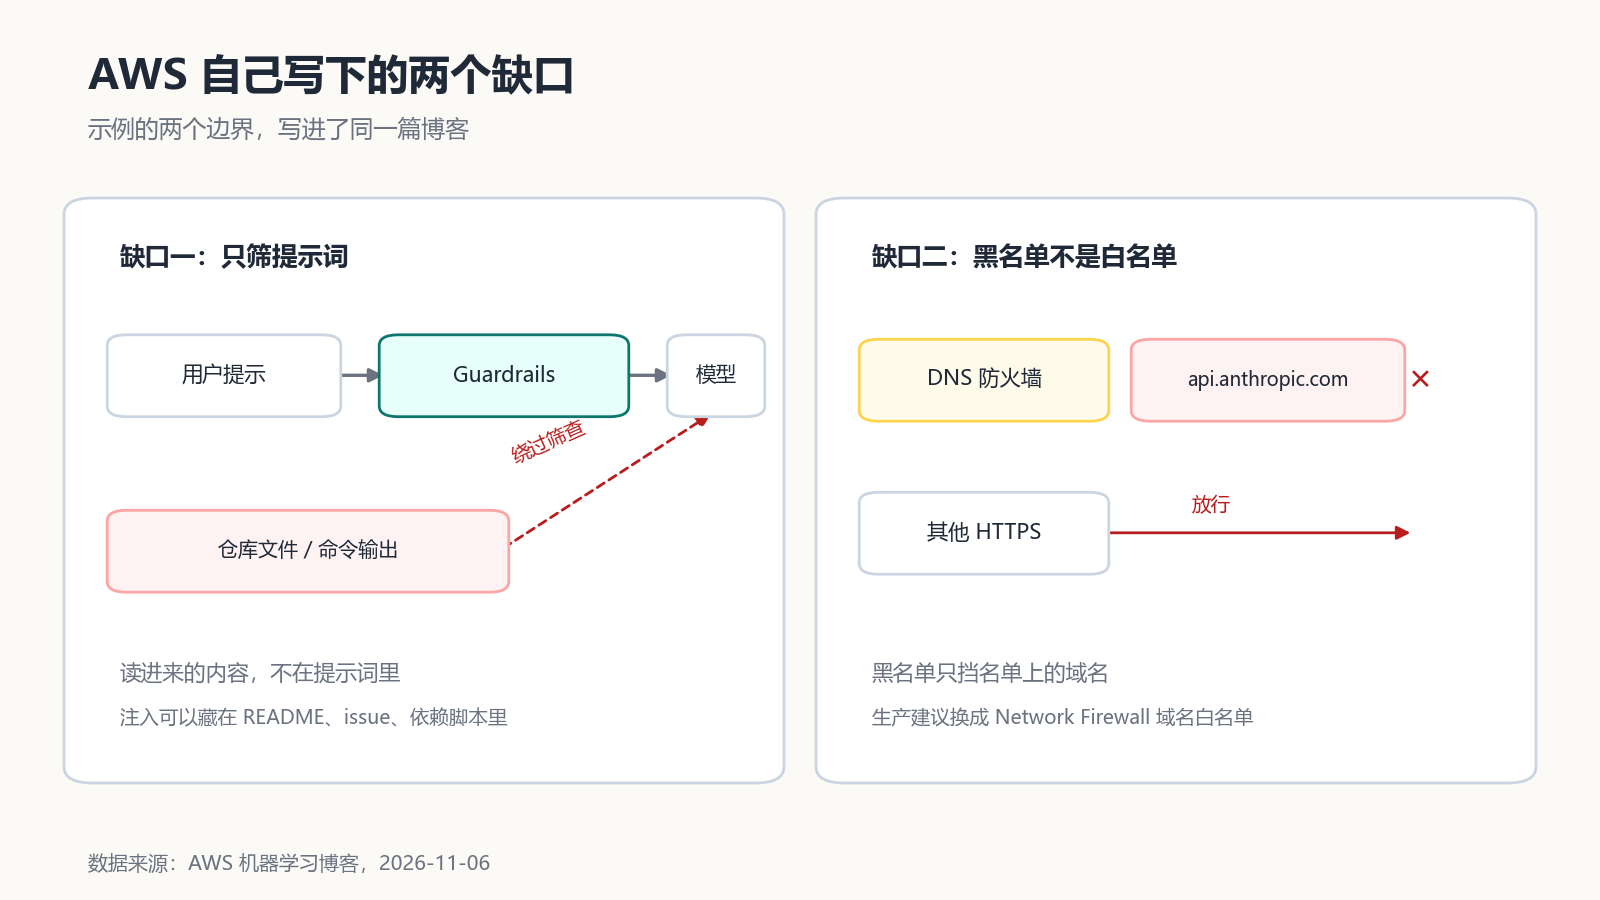 AWS 自己写下的两个缺口
示例的两个边界，写进了同一篇博客
缺口一：只筛提示词
用户提示
Guardrails
模型
绕过筛查
仓库文件 / 命令输出
读进来的内容，不在提示词里
注入可以藏在 README、issue、依赖脚本里
缺口二：黑名单不是白名单
DNS 防火墙
api.anthropic.com
×
其他 HTTPS
放行
黑名单只挡名单上的域名
生产建议换成 Network Firewall 域名白名单
数据来源：AWS 机器学习博客，2026-11-06